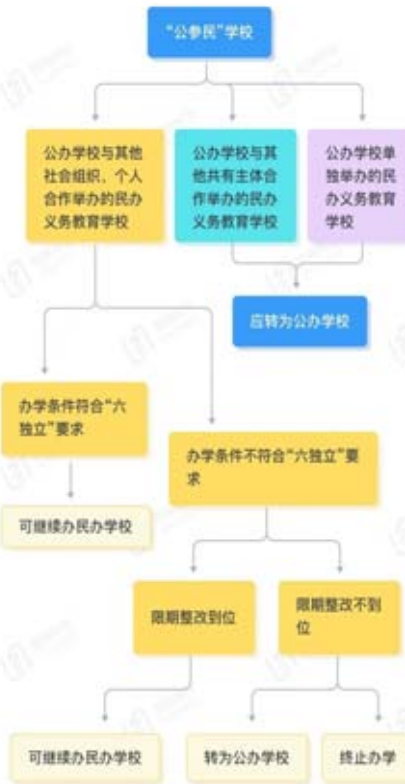 “公参民”学校
公办学校与其他
社会组织、个人
合作举办的民办
义务教育学校
公办学校与其
他共有主体合
作举办的民办
义务教育学校
公办学校单
独举办的民
办义务教育
学校
应转为公办学校
办学条件符合“六
独立”要求
办学条件不符合“六独立”要
求
可继续办民办学校
限期整改到位
限期整改不到
位
可继续办民办学校
转为公办学校
终止办学